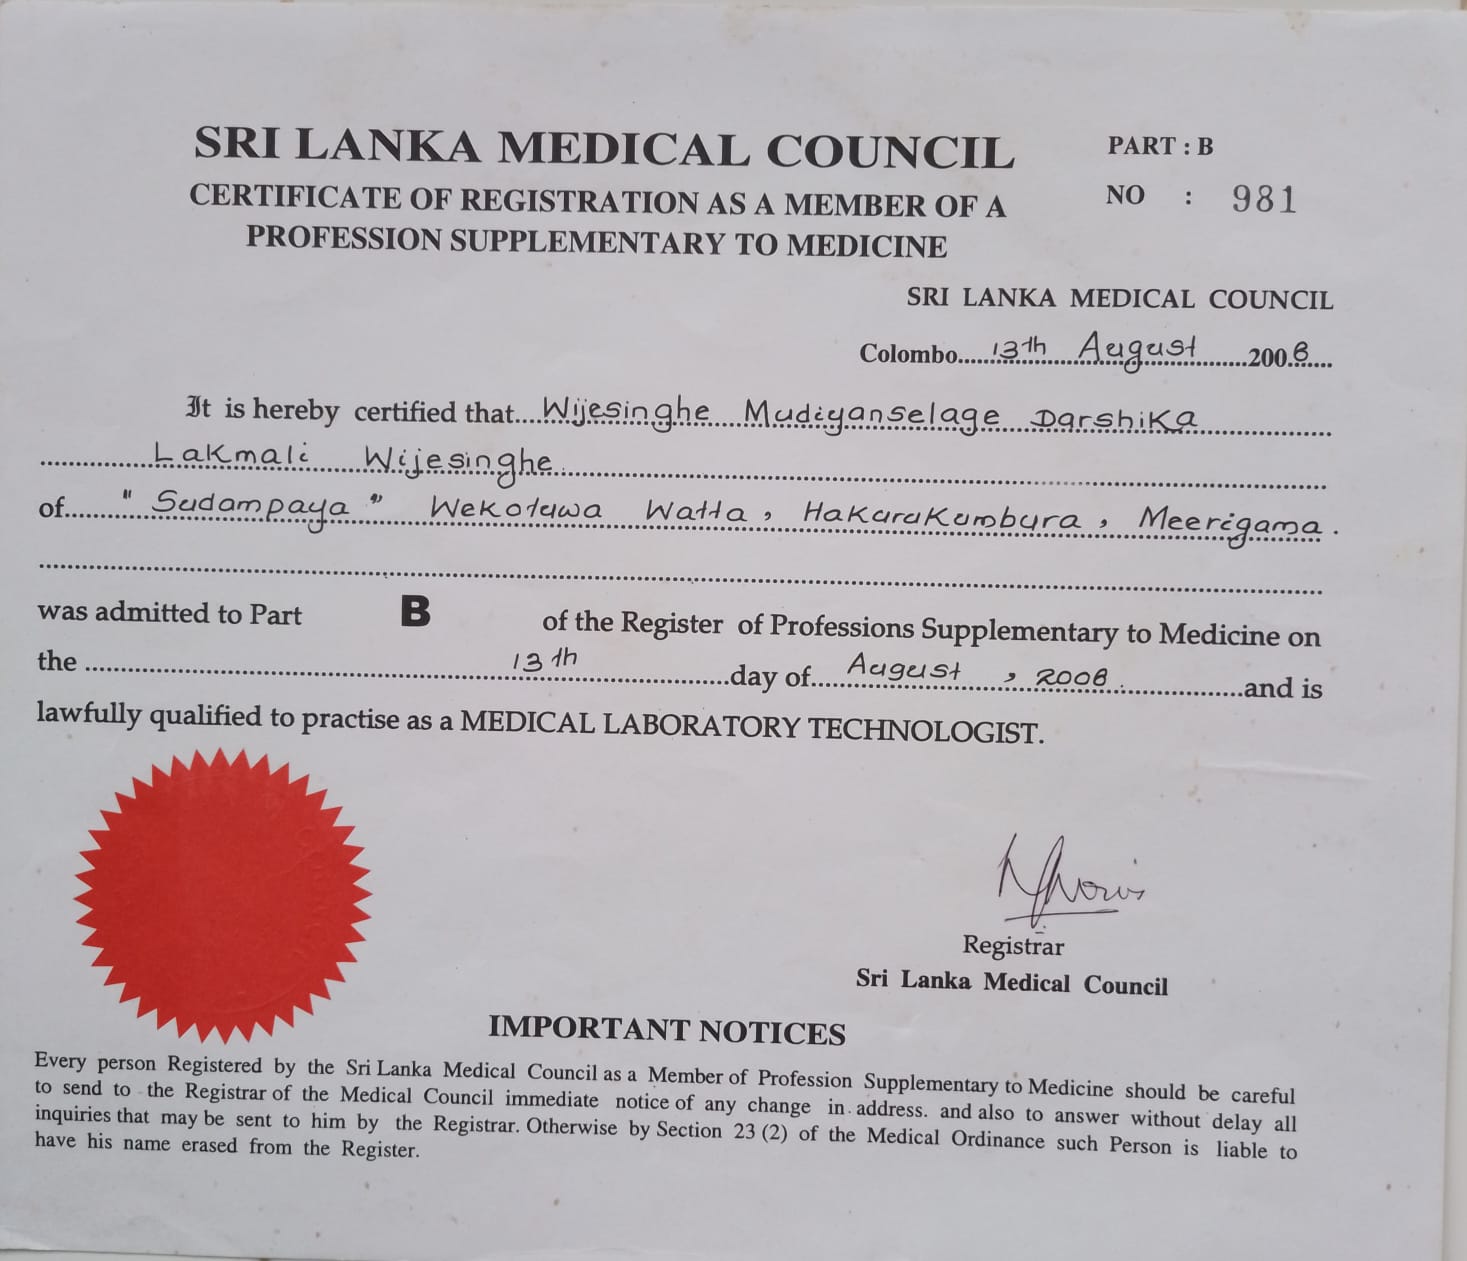 SRI LANKA MEDICAL COUNCIL
PART : B
CERTIFICATE OF REGISTRATION AS A MEMBER OF A
NO : 981
PROFESSION SUPPLEMENTARY TO MEDICINE
SRI LANKA MEDICAL COUNCIL
Colombo......13th August......2008....
It is hereby certified that....Wijesinghe Mudiyanselage Darshika
Lakmali Wijesinghe
of......." Sudampaya " Wekotuwa Watta, Hakurukumbura, Meerigama.
was admitted to Part B of the Register of Professions Supplementary to Medicine on
the ............13th............day of....August, 2008............and is
lawfully qualified to practise as a MEDICAL LABORATORY TECHNOLOGIST.
Registrar
Sri Lanka Medical Council
IMPORTANT NOTICES
Every person Registered by the Sri Lanka Medical Council as a Member of Profession Supplementary to Medicine should be careful
to send to the Registrar of the Medical Council immediate notice of any change in address. and also to answer without delay all
inquiries that may be sent to him by the Registrar. Otherwise by Section 23 (2) of the Medical Ordinance such Person is liable to
have his name erased from the Register.